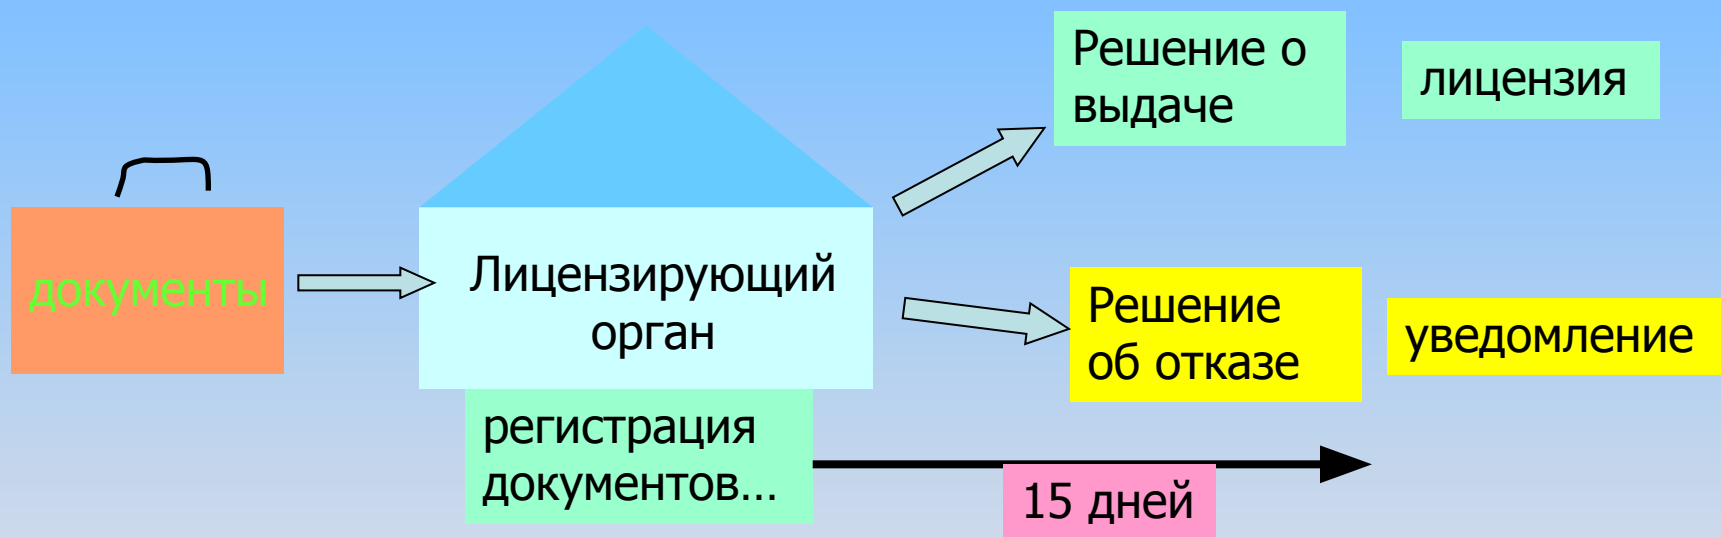 документы
Лицензирующий
орган
регистрация
документов...
Решение о
выдаче
лицензия
Решение
об отказе
уведомление
15 дней